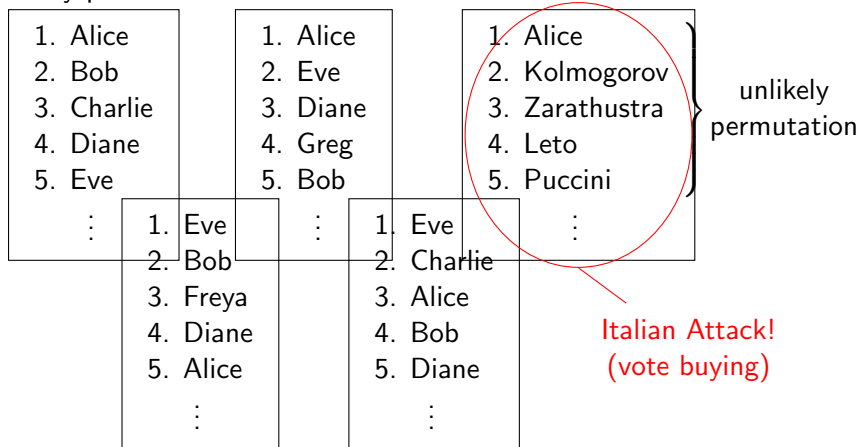 1. Alice
2. Bob
3. Charlie
4. Diane
5. Eve
⋮
1. Alice
2. Eve
3. Diane
4. Greg
5. Bob
⋮
1. Alice
2. Kolmogorov
3. Zarathustra
4. Leto
5. Puccini
⋮
unlikely
permutation
1. Eve
2. Bob
3. Freya
4. Diane
5. Alice
⋮
1. Eve
2. Charlie
3. Alice
4. Bob
5. Diane
⋮
Italian Attack!
(vote buying)